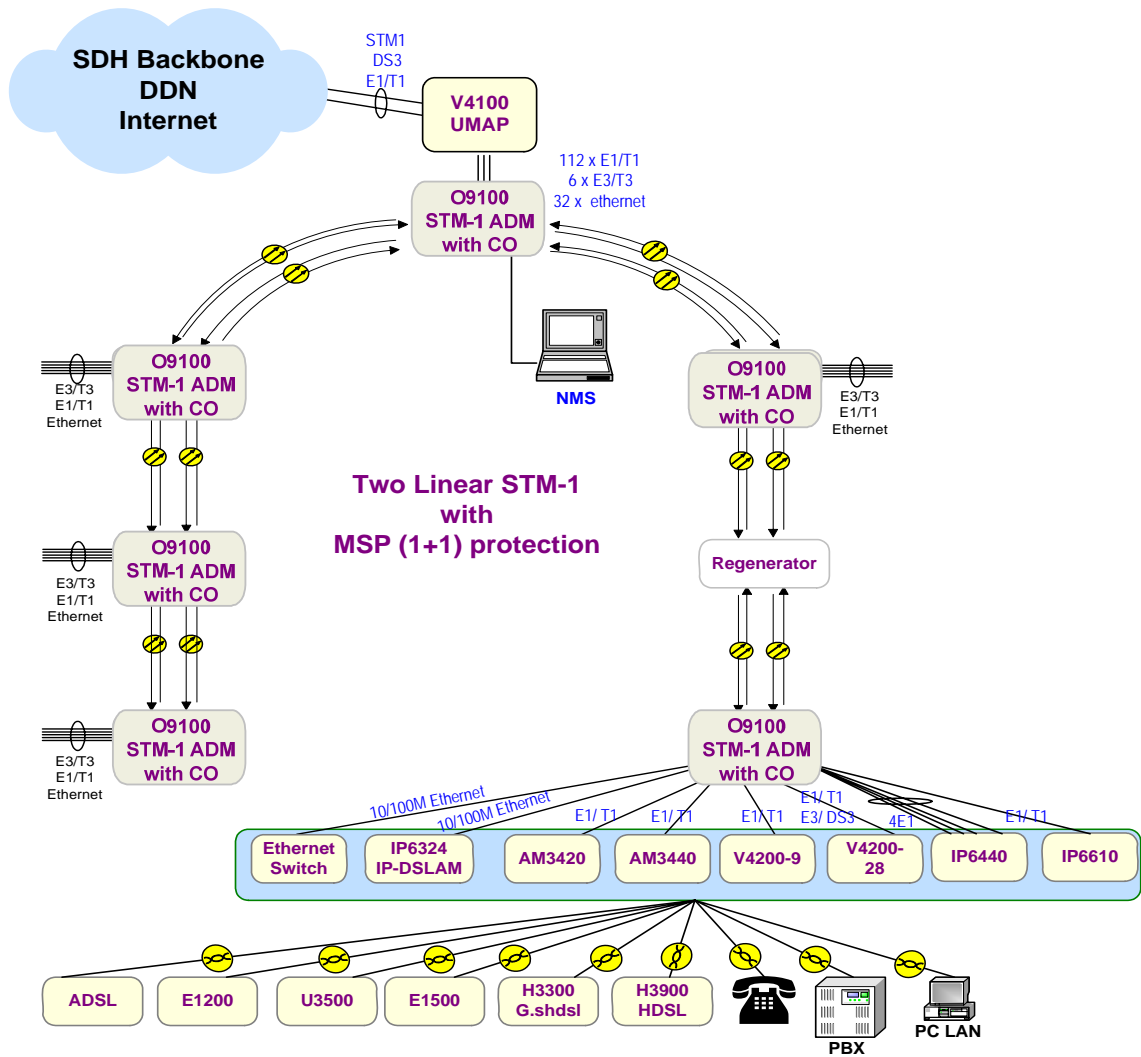 SDH Backbone
DDN
Internet
STM1
DS3
E1/T1
V4100
UMAP
112 x E1/T1
6 x E3/T3
32 x ethernet
O9100
STM-1 ADM
with CO
NMS
O9100
STM-1 ADM
with CO
E3/T3
E1/T1
Ethernet
O9100
STM-1 ADM
with CO
E3/T3
E1/T1
Ethernet
Two Linear STM-1
with
MSP (1+1) protection
O9100
STM-1 ADM
with CO
E3/T3
E1/T1
Ethernet
Regenerator
O9100
STM-1 ADM
with CO
E3/T3
E1/T1
Ethernet
O9100
STM-1 ADM
with CO
10/100M Ethernet
10/100M Ethernet
E1/ T1
E1/ T1
E1/ T1
E1/ T1
E3/ DS3
4E1
E1/ T1
Ethernet
Switch
IP6324
IP-DSLAM
AM3420
AM3440
V4200-9
V4200-
28
IP6440
IP6610
ADSL
E1200
U3500
E1500
H3300
G.shdsl
H3900
HDSL
PBX
PC LAN